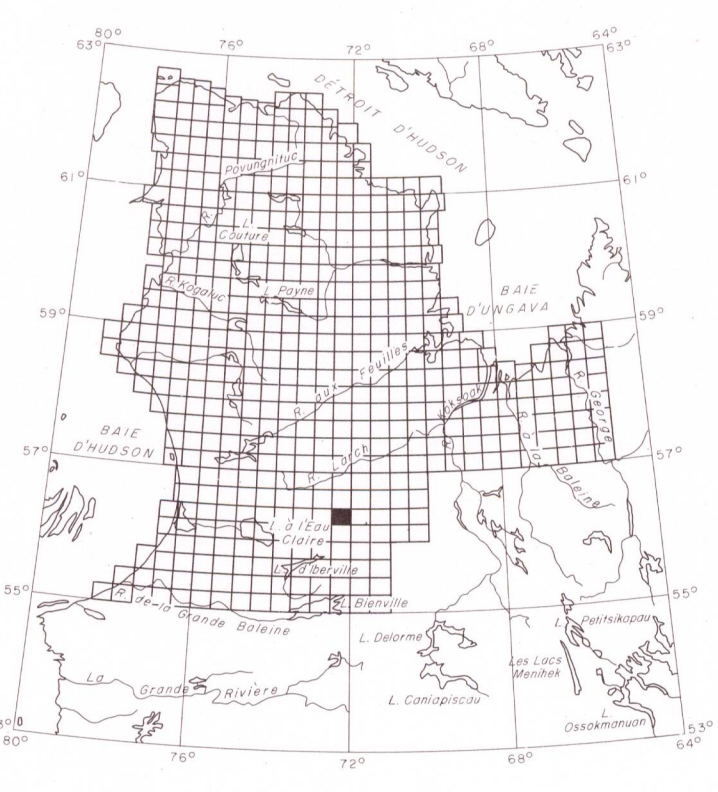 80°
76°
72°
68°
64°
63°
63°
DÉTROIT D'HUDSON
Povungnituc
R.
61°
61°
L.
Couture
R. Kogaluc
L. Payne
BAIE
D'UNGAVA
59°
59°
R. aux Feuilles
Koksoak
R.
R. George
R. à la Baleine
BAIE
D'HUDSON
57°
57°
R. Larch
L. à l'Eau
Claire
L. d'Iberville
55°
55°
R. de la Grande Baleine
L. Bienville
L. Delorme
L. Petitsikapau
Les Lacs
Menihek
La Grande Rivière
L. Caniapiscau
L.
Ossokmanuan
3°
53°
80°
76°
72°
68°
64°